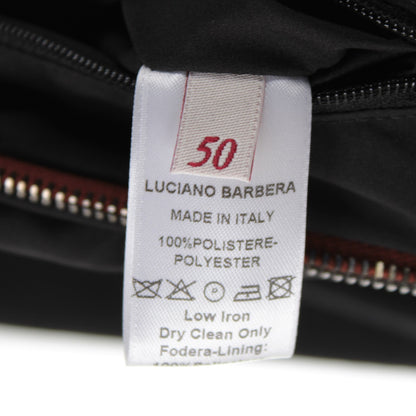 50
LUCIANO BARBERA
MADE IN ITALY
100%POLISTERE-
POLYESTER
Low Iron
Dry Clean Only
Fodera-Lining: